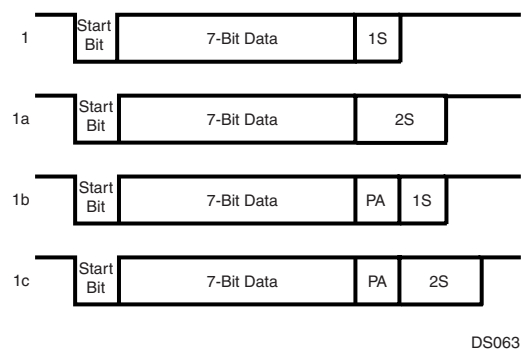 1 Start Bit 7-Bit Data 1S
1a Start Bit 7-Bit Data 2S
1b Start Bit 7-Bit Data PA 1S
1c Start Bit 7-Bit Data PA 2S
DS063